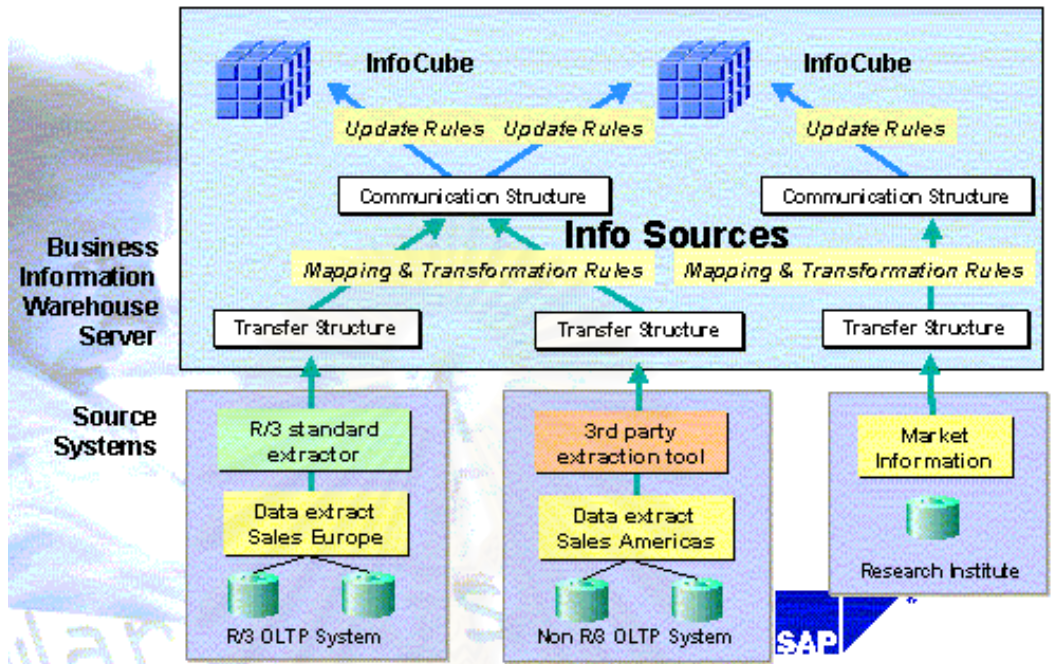 InfoCube
InfoCube
Update Rules
Update Rules
Update Rules
Communication Structure
Communication Structure
Info Sources
Business
Information
Warehouse
Server
Mapping & Transformation Rules
Mapping & Transformation Rules
Transfer Structure
Transfer Structure
Transfer Structure
Source
Systems
R/3 standard
extractor
Data extract
Sales Europe
R/3 OLTP System
3rd party
extraction tool
Data extract
Sales Americas
Non R/3 OLTP System
Market
Information
Research Institute
SAP
®